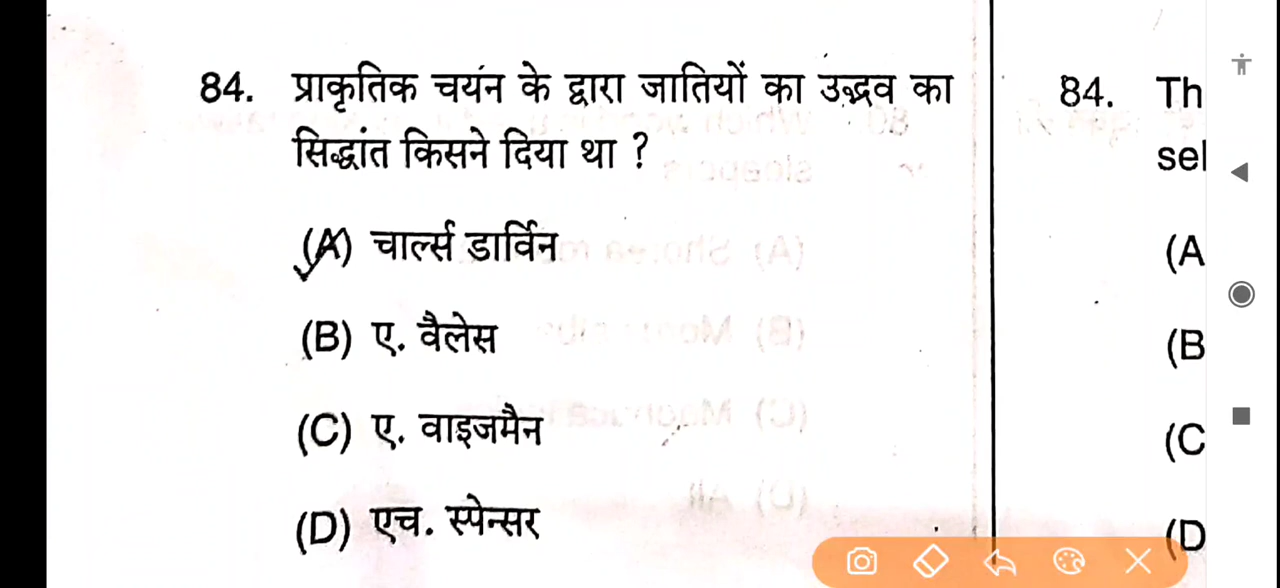 84. प्राकृतिक चयन के द्वारा जातियों का उद्भव का
सिद्धांत किसने दिया था ?
(A) चार्ल्स डार्विन
(B) ए. वैलेस
(C) ए. वाइजमैन
(D) एच. स्पेन्सर
84. Th
sel
(A
(B
(C
(D